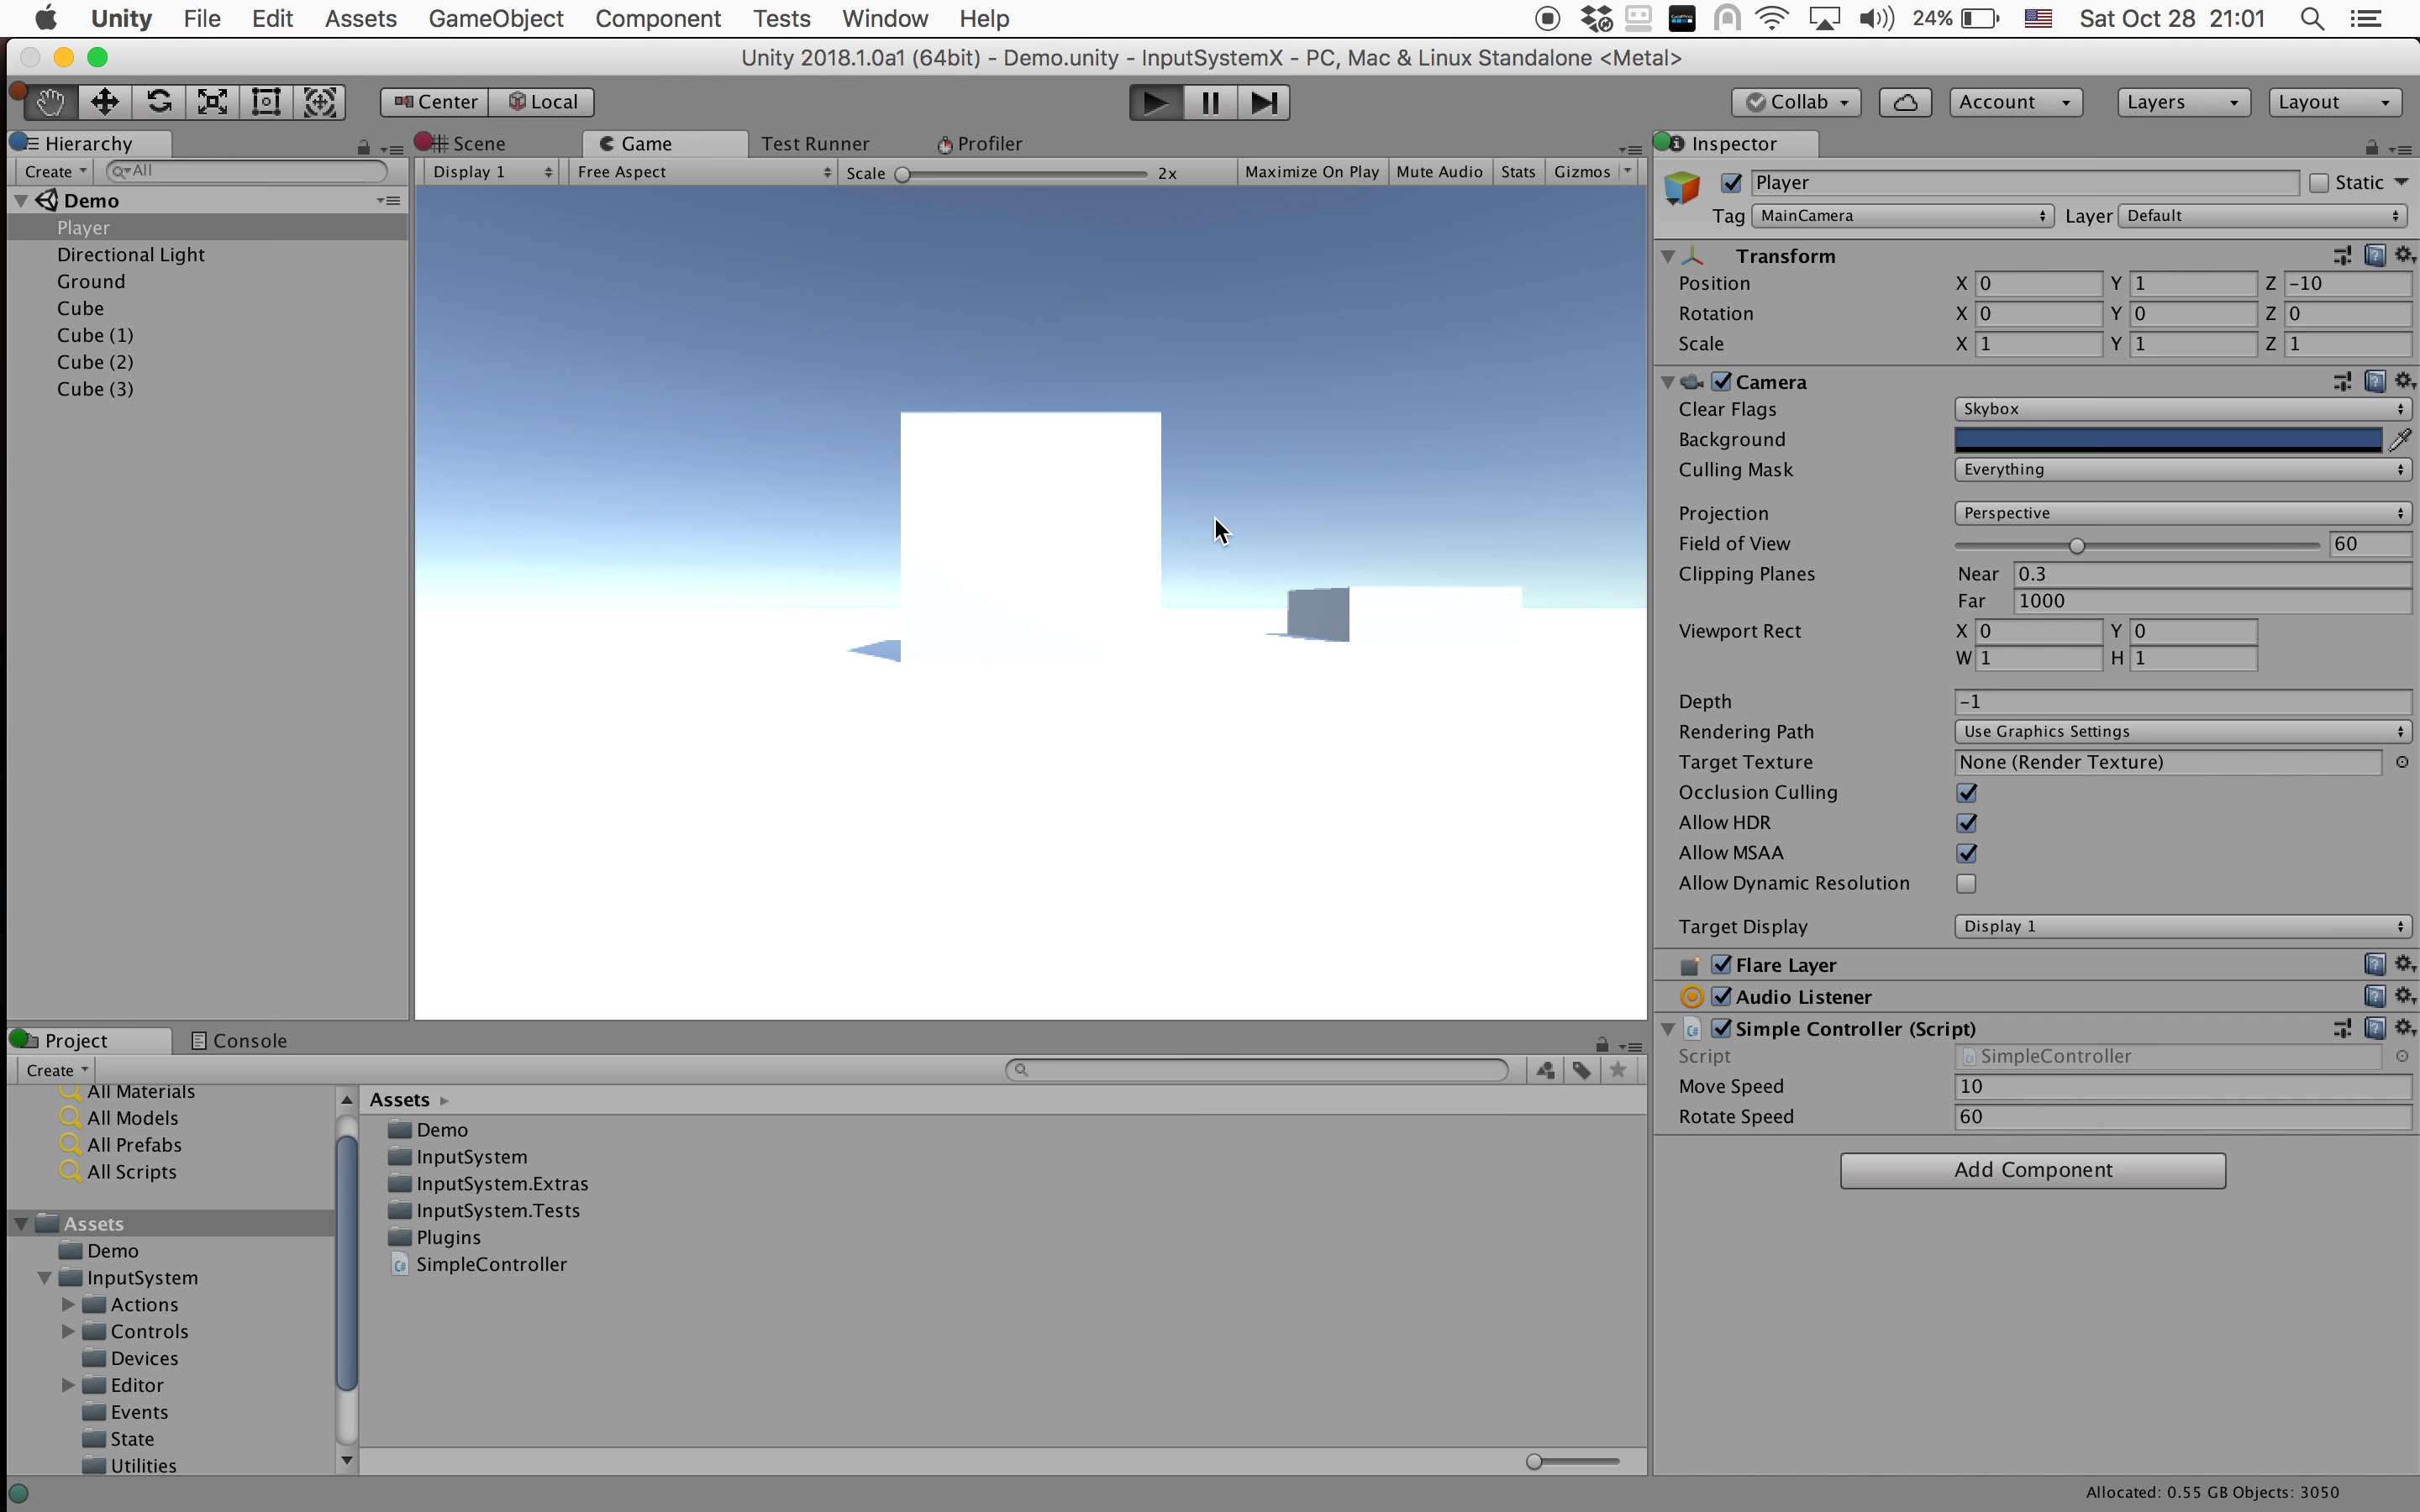 Unity File Edit Assets GameObject Component Tests Window Help 24% Sat Oct 28 21:01
Unity 2018.1.0a1 (64bit) - Demo.unity - InputSystemX - PC, Mac & Linux Standalone <Metal>
Center Local Collab Account Layers Layout
Hierarchy
Create All
Demo
Player
Directional Light
Ground
Cube
Cube (1)
Cube (2)
Cube (3)
Scene Game Test Runner Profiler
Display 1 Free Aspect Scale 2x Maximize On Play Mute Audio Stats Gizmos
Inspector
Player Static
Tag MainCamera Layer Default
Transform
Position X 0 Y 1 Z -10
Rotation X 0 Y 0 Z 0
Scale X 1 Y 1 Z 1
Camera
Clear Flags Skybox
Background
Culling Mask Everything
Projection Perspective
Field of View 60
Clipping Planes Near 0.3
Far 1000
Viewport Rect X 0 Y 0
W 1 H 1
Depth -1
Rendering Path Use Graphics Settings
Target Texture None (Render Texture)
Occlusion Culling
Allow HDR
Allow MSAA
Allow Dynamic Resolution
Target Display Display 1
Flare Layer
Audio Listener
C# Simple Controller (Script)
Script SimpleController
Move Speed 10
Rotate Speed 60
Add Component
Project Console
Create
All Materials
All Models
All Prefabs
All Scripts
Assets
Demo
InputSystem
Actions
Controls
Devices
Editor
Events
State
Utilities
Assets
Demo
InputSystem
InputSystem.Extras
InputSystem.Tests
Plugins
C# SimpleController
Allocated: 0.55 GB Objects: 3050